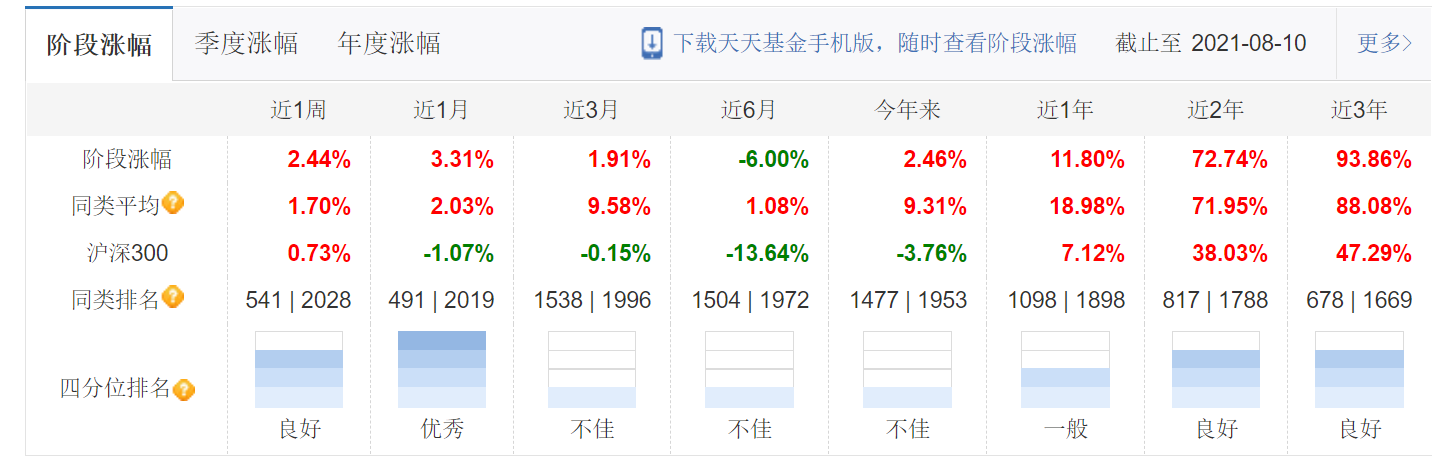 阶段涨幅 季度涨幅 年度涨幅 下载天天基金手机版，随时查看阶段涨幅 截止至 2021-08-10 更多>
近1周 近1月 近3月 近6月 今年来 近1年 近2年 近3年
阶段涨幅 2.44% 3.31% 1.91% -6.00% 2.46% 11.80% 72.74% 93.86%
同类平均? 1.70% 2.03% 9.58% 1.08% 9.31% 18.98% 71.95% 88.08%
沪深300 0.73% -1.07% -0.15% -13.64% -3.76% 7.12% 38.03% 47.29%
同类排名? 541 | 2028 491 | 2019 1538 | 1996 1504 | 1972 1477 | 1953 1098 | 1898 817 | 1788 678 | 1669
四分位排名?
良好 优秀 不佳 不佳 不佳 一般 良好 良好